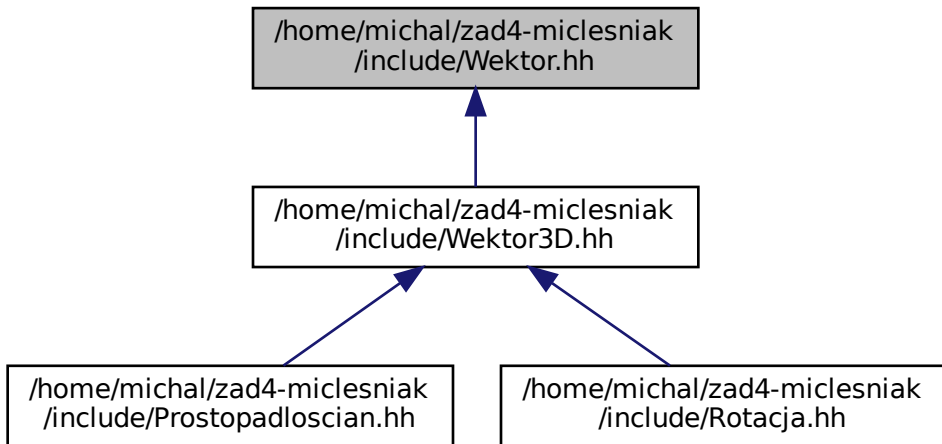 /home/michal/zad4-miclesniak
/include/Wektor.hh
/home/michal/zad4-miclesniak
/include/Wektor3D.hh
/home/michal/zad4-miclesniak
/include/Prostopadloscian.hh
/home/michal/zad4-miclesniak
/include/Rotacja.hh